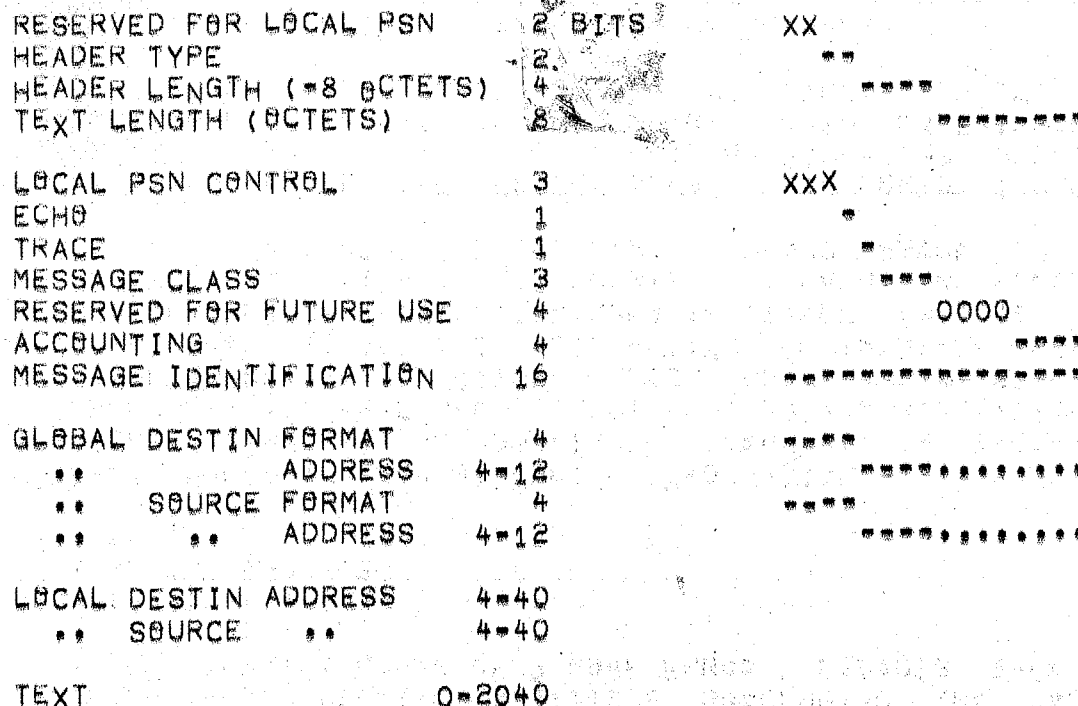 RESERVED FOR LOCAL PSN 2 BITS XX
HEADER TYPE 2 --
HEADER LENGTH (-8 OCTETS) 4 ----
TEXT LENGTH (OCTETS) 8 --------
LOCAL PSN CONTROL 3 XXX
ECHO 1 -
TRACE 1 -
MESSAGE CLASS 3 ---
RESERVED FOR FUTURE USE 4 0000
ACCOUNTING 4 ----
MESSAGE IDENTIFICATION 16 ----------------
GLOBAL DESTIN FORMAT 4 ----
.. ADDRESS 4-12 ----........
.. SOURCE FORMAT 4 ----
.. .. ADDRESS 4-12 ----........
LOCAL DESTIN ADDRESS 4-40
.. SOURCE .. 4-40
TEXT 0-2040